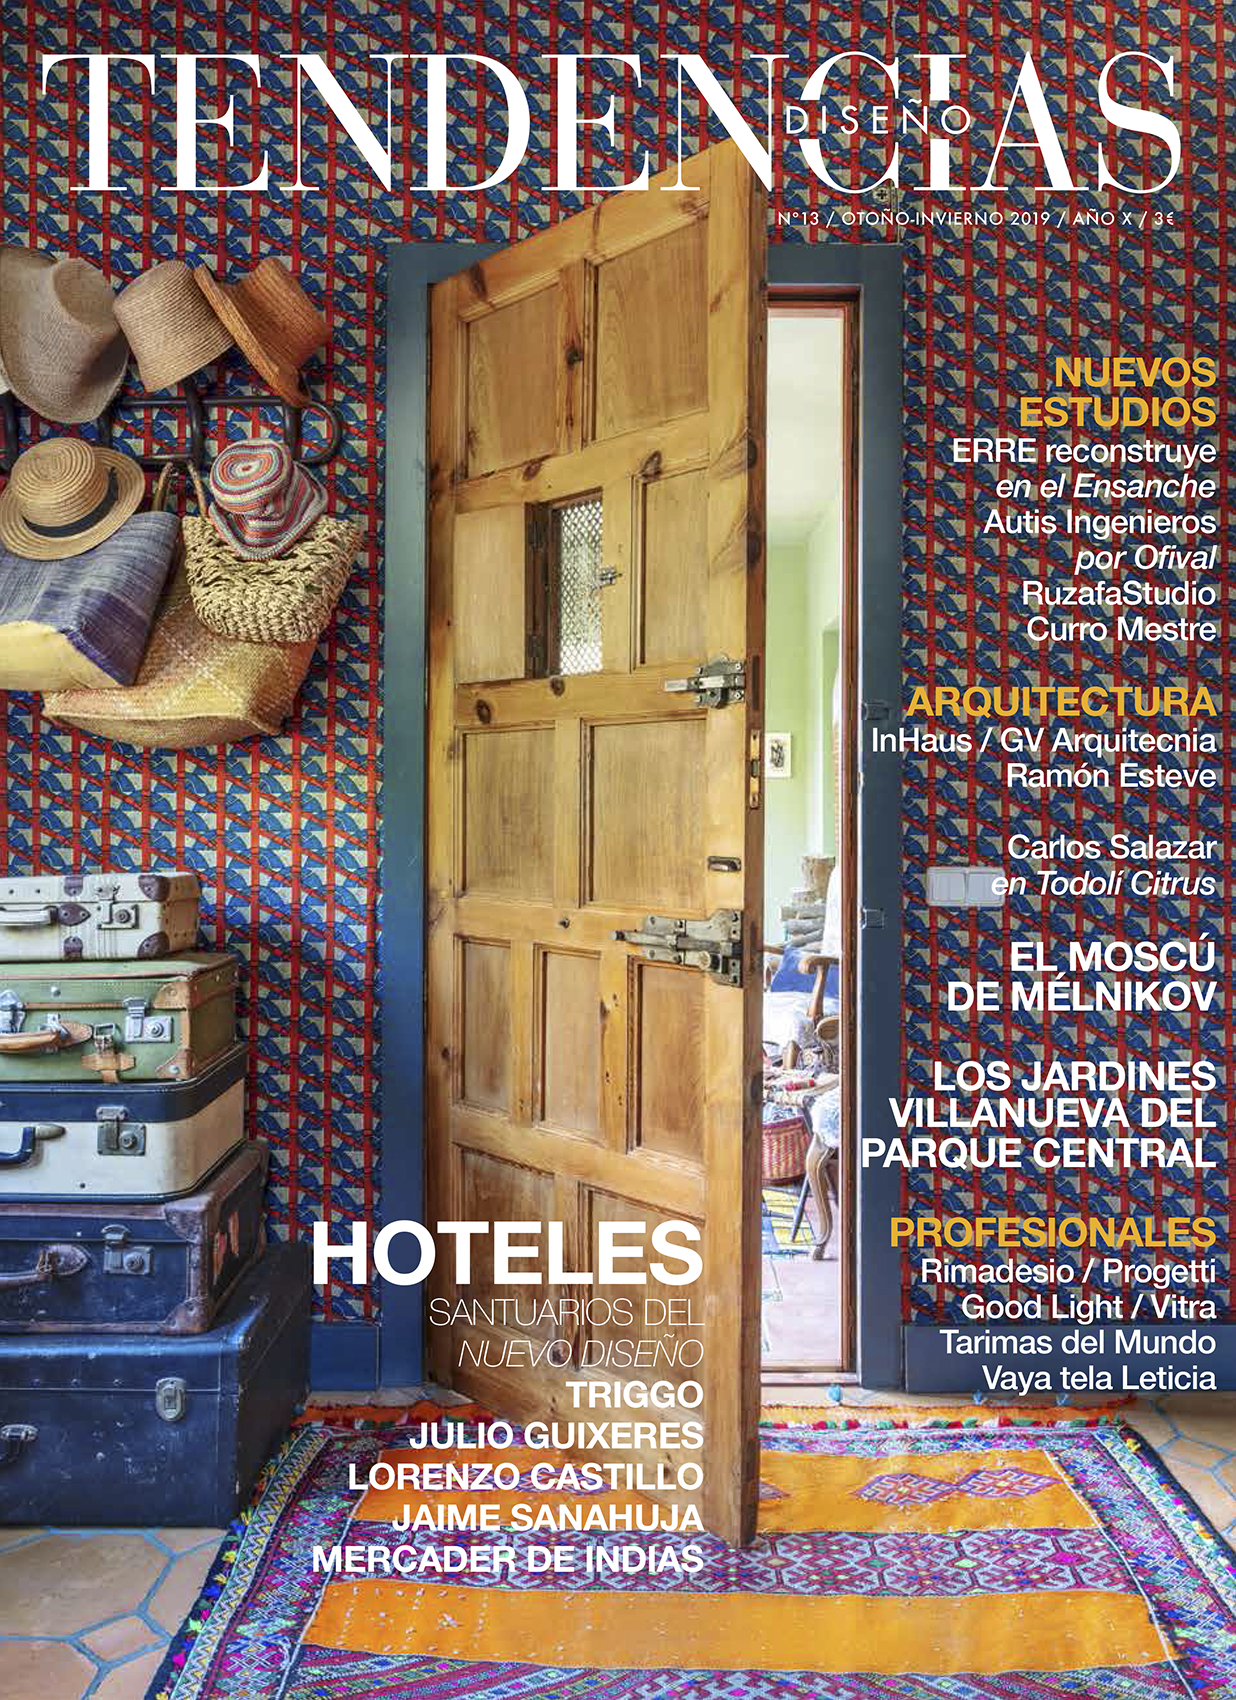 TENDENCIAS
DISEÑO
Nº13 / OTOÑO-INVIERNO 2019 / AÑO X / 3€
NUEVOS
ESTUDIOS
ERRE reconstruye
en el Ensanche
Autis Ingenieros
por Ofival
RuzafaStudio
Curro Mestre
ARQUITECTURA
InHaus / GV Arquitecnia
Ramón Esteve
Carlos Salazar
en Todolí Citrus
EL MOSCÚ
DE MÉLNIKOV
LOS JARDINES
VILLANUEVA DEL
PARQUE CENTRAL
PROFESIONALES
Rimadesio / Progetti
Good Light / Vitra
Tarimas del Mundo
Vaya tela Leticia
HOTELES
SANTUARIOS DEL
NUEVO DISEÑO
TRIGGO
JULIO GUIXERES
LORENZO CASTILLO
JAIME SANAHUJA
MERCADER DE INDIAS